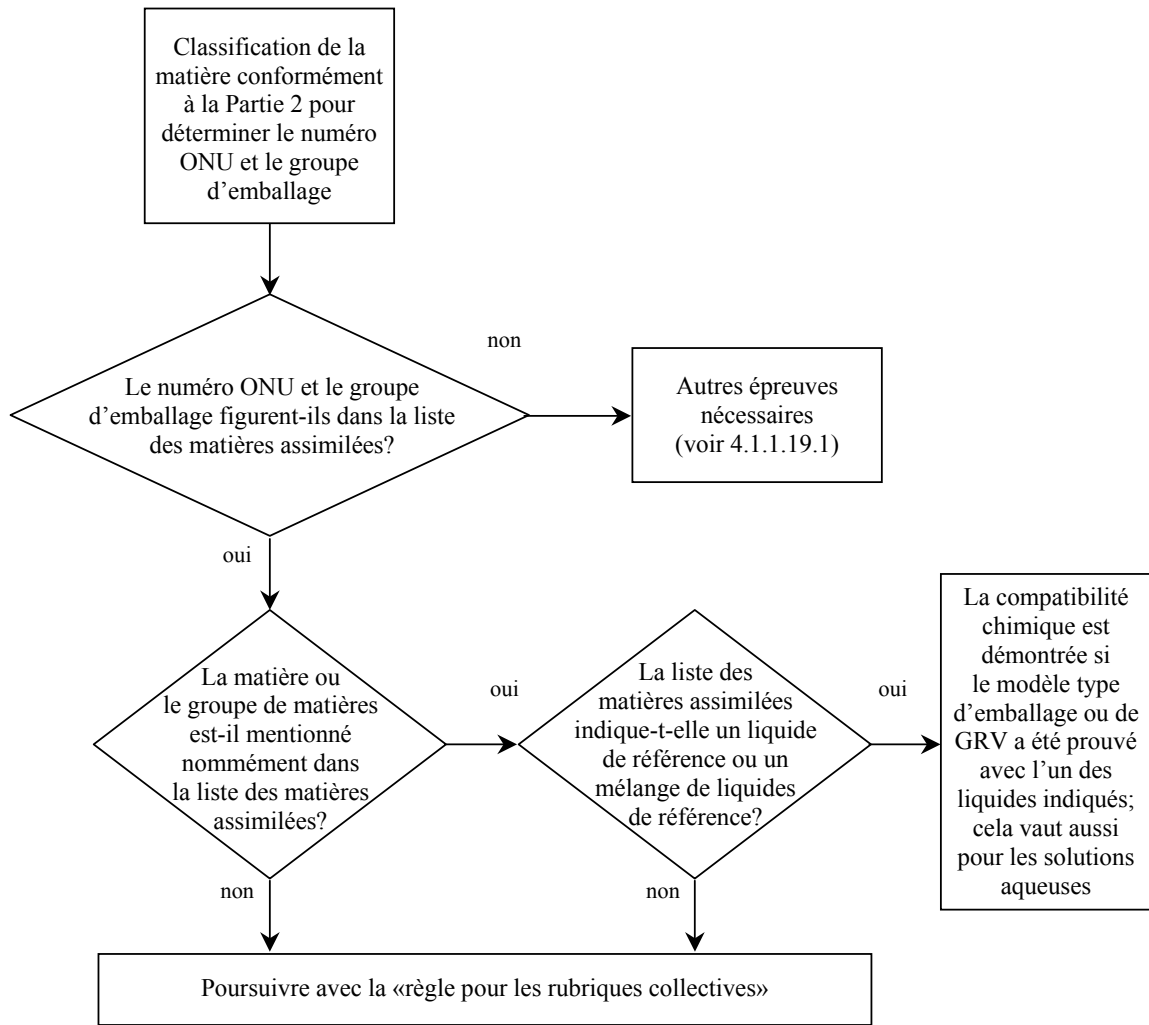 Classification de la
matière conformément
à la Partie 2 pour
déterminer le numéro
ONU et le groupe
d’emballage
non
Le numéro ONU et le groupe
d’emballage figurent-ils dans la liste
des matières assimilées?
Autres épreuves
nécessaires
(voir 4.1.1.19.1)
oui
La matière ou
le groupe de matières
est-il mentionné
nommément dans
la liste des matières
assimilées?
oui
La liste des
matières assimilées
indique-t-elle un liquide
de référence ou un
mélange de liquides
de référence?
oui
La compatibilité
chimique est
démontrée si
le modèle type
d’emballage ou de
GRV a été prouvé
avec l’un des
liquides indiqués;
cela vaut aussi
pour les solutions
aqueuses
non
non
Poursuivre avec la «règle pour les rubriques collectives»